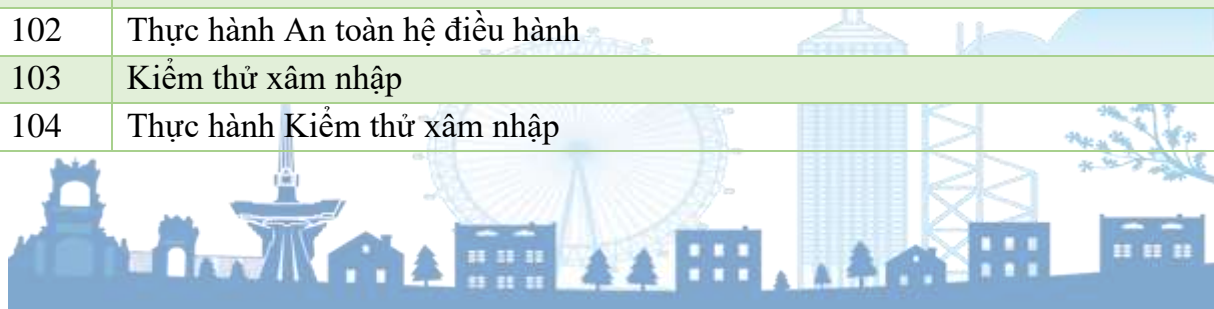 102 Thực hành An toàn hệ điều hành
103 Kiểm thử xâm nhập
104 Thực hành Kiểm thử xâm nhập